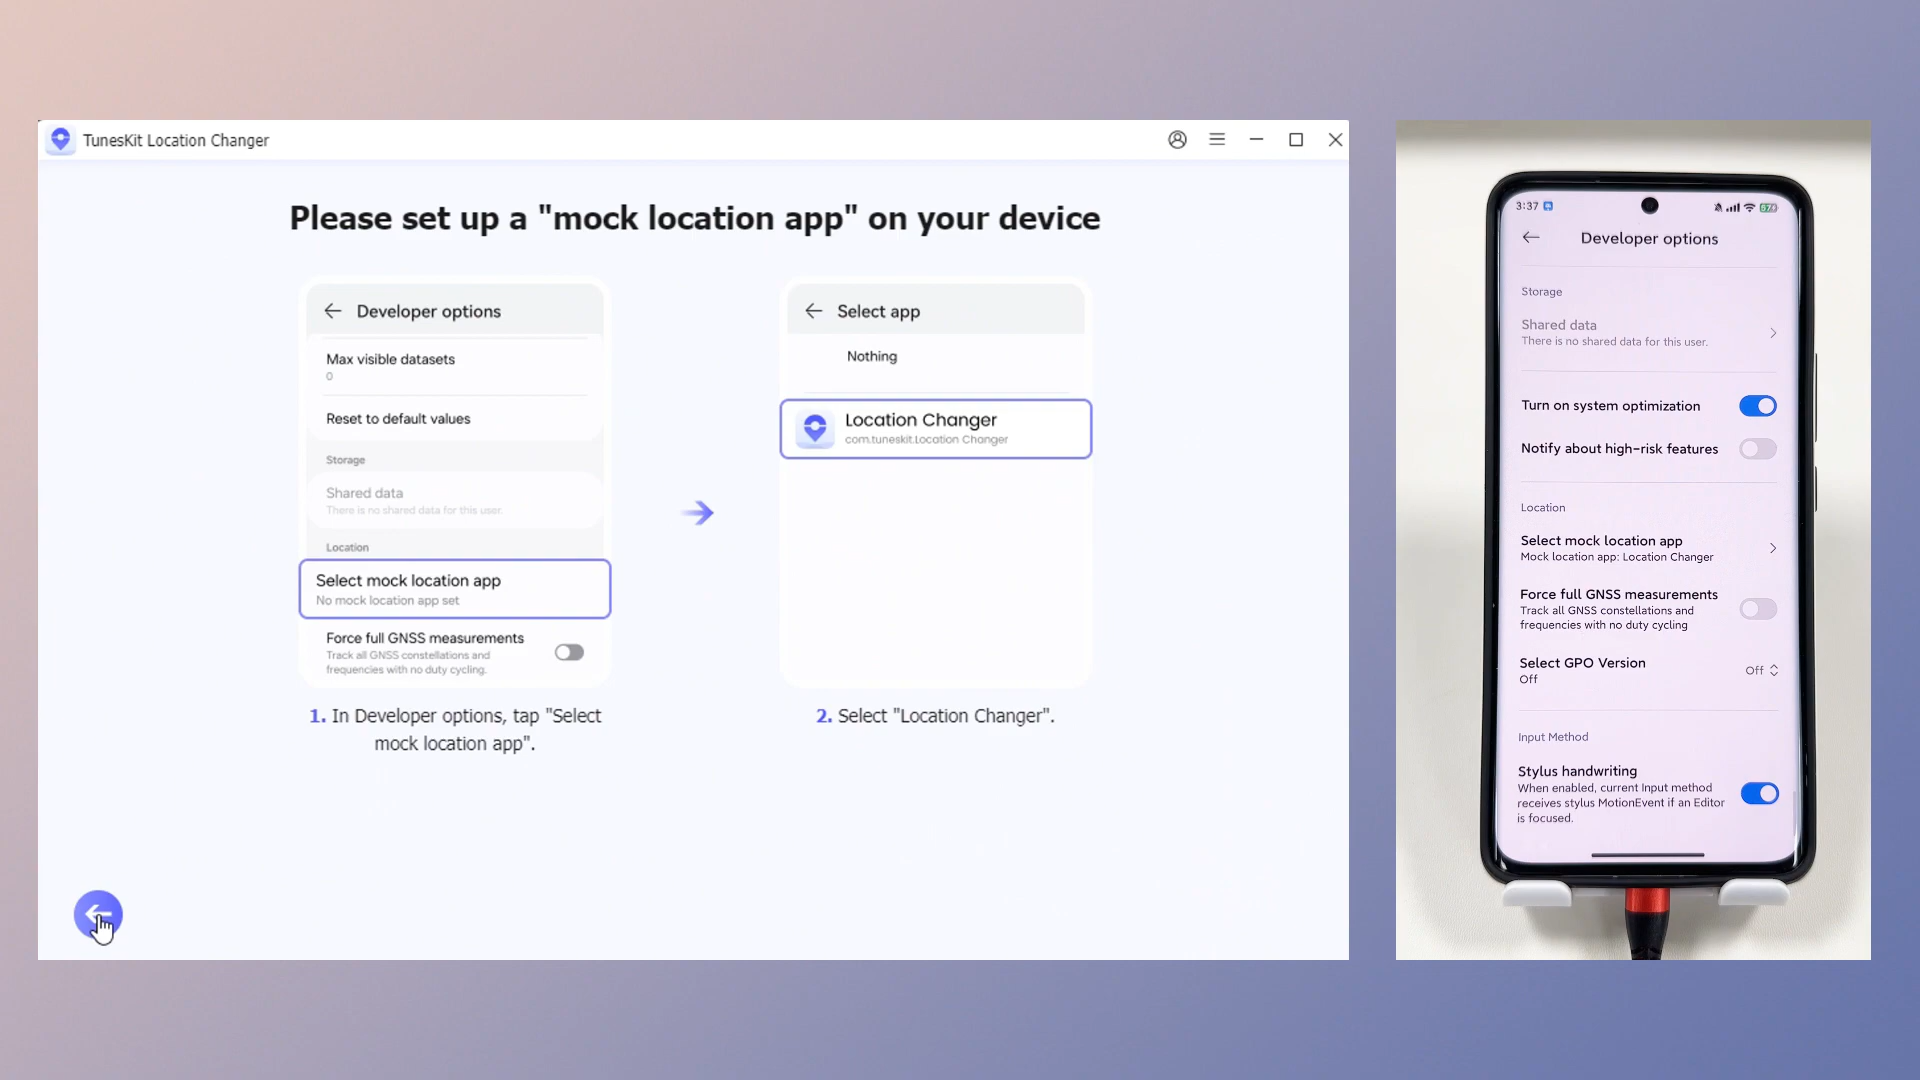 TunesKit Location Changer
Please set up a "mock location app" on your device
Developer options
Max visible datasets
0
Reset to default values
Storage
Shared data
There is no shared data for this user.
Location
Select mock location app
No mock location app set
Force full GNSS measurements
Track all GNSS constellations and
frequencies with no duty cycling.
1. In Developer options, tap "Select
mock location app".
Select app
Nothing
Location Changer
com.tuneskit.Location Changer
2. Select "Location Changer".
3:37
67
Developer options
Storage
Shared data
There is no shared data for this user.
Turn on system optimization
Notify about high-risk features
Location
Select mock location app
Mock location app: Location Changer
Force full GNSS measurements
Track all GNSS constellations and
frequencies with no duty cycling
Select GPO Version
Off
Off
Input Method
Stylus handwriting
When enabled, current Input method
receives stylus MotionEvent if an Editor
is focused.